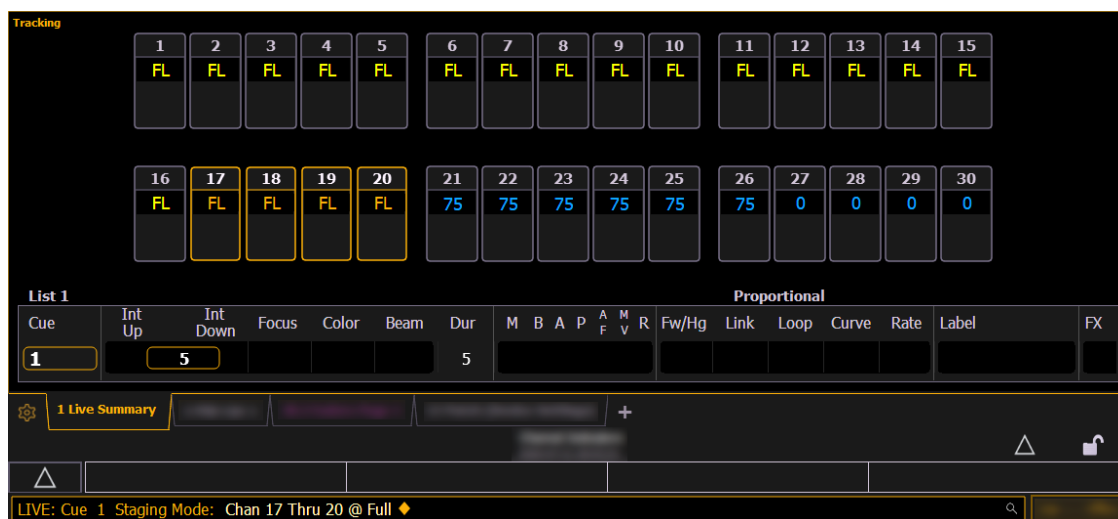 Tracking
1 2 3 4 5 6 7 8 9 10 11 12 13 14 15
FL FL FL FL FL FL FL FL FL FL FL FL FL FL FL
16 17 18 19 20 21 22 23 24 25 26 27 28 29 30
FL FL FL FL FL 75 75 75 75 75 75 0 0 0 0
List 1 Proportional
Cue Int Up Int Down Focus Color Beam Dur M B A P AF MV R Fw/Hg Link Loop Curve Rate Label FX
1 5 5
1 Live Summary +
LIVE: Cue 1 Staging Mode: Chan 17 Thru 20 @ Full ◆